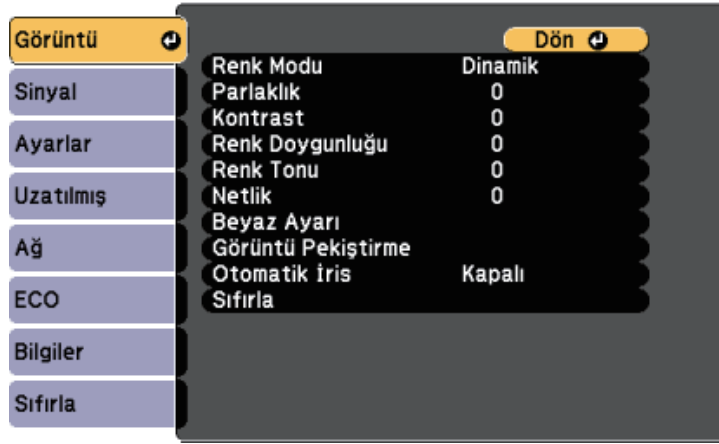 Görüntü
Sinyal
Ayarlar
Uzatılmış
Ağ
ECO
Bilgiler
Sıfırla
Dön
Renk Modu Dinamik
Parlaklık 0
Kontrast 0
Renk Doygunluğu 0
Renk Tonu 0
Netlik 0
Beyaz Ayarı
Görüntü Pekiştirme
Otomatik İris Kapalı
Sıfırla